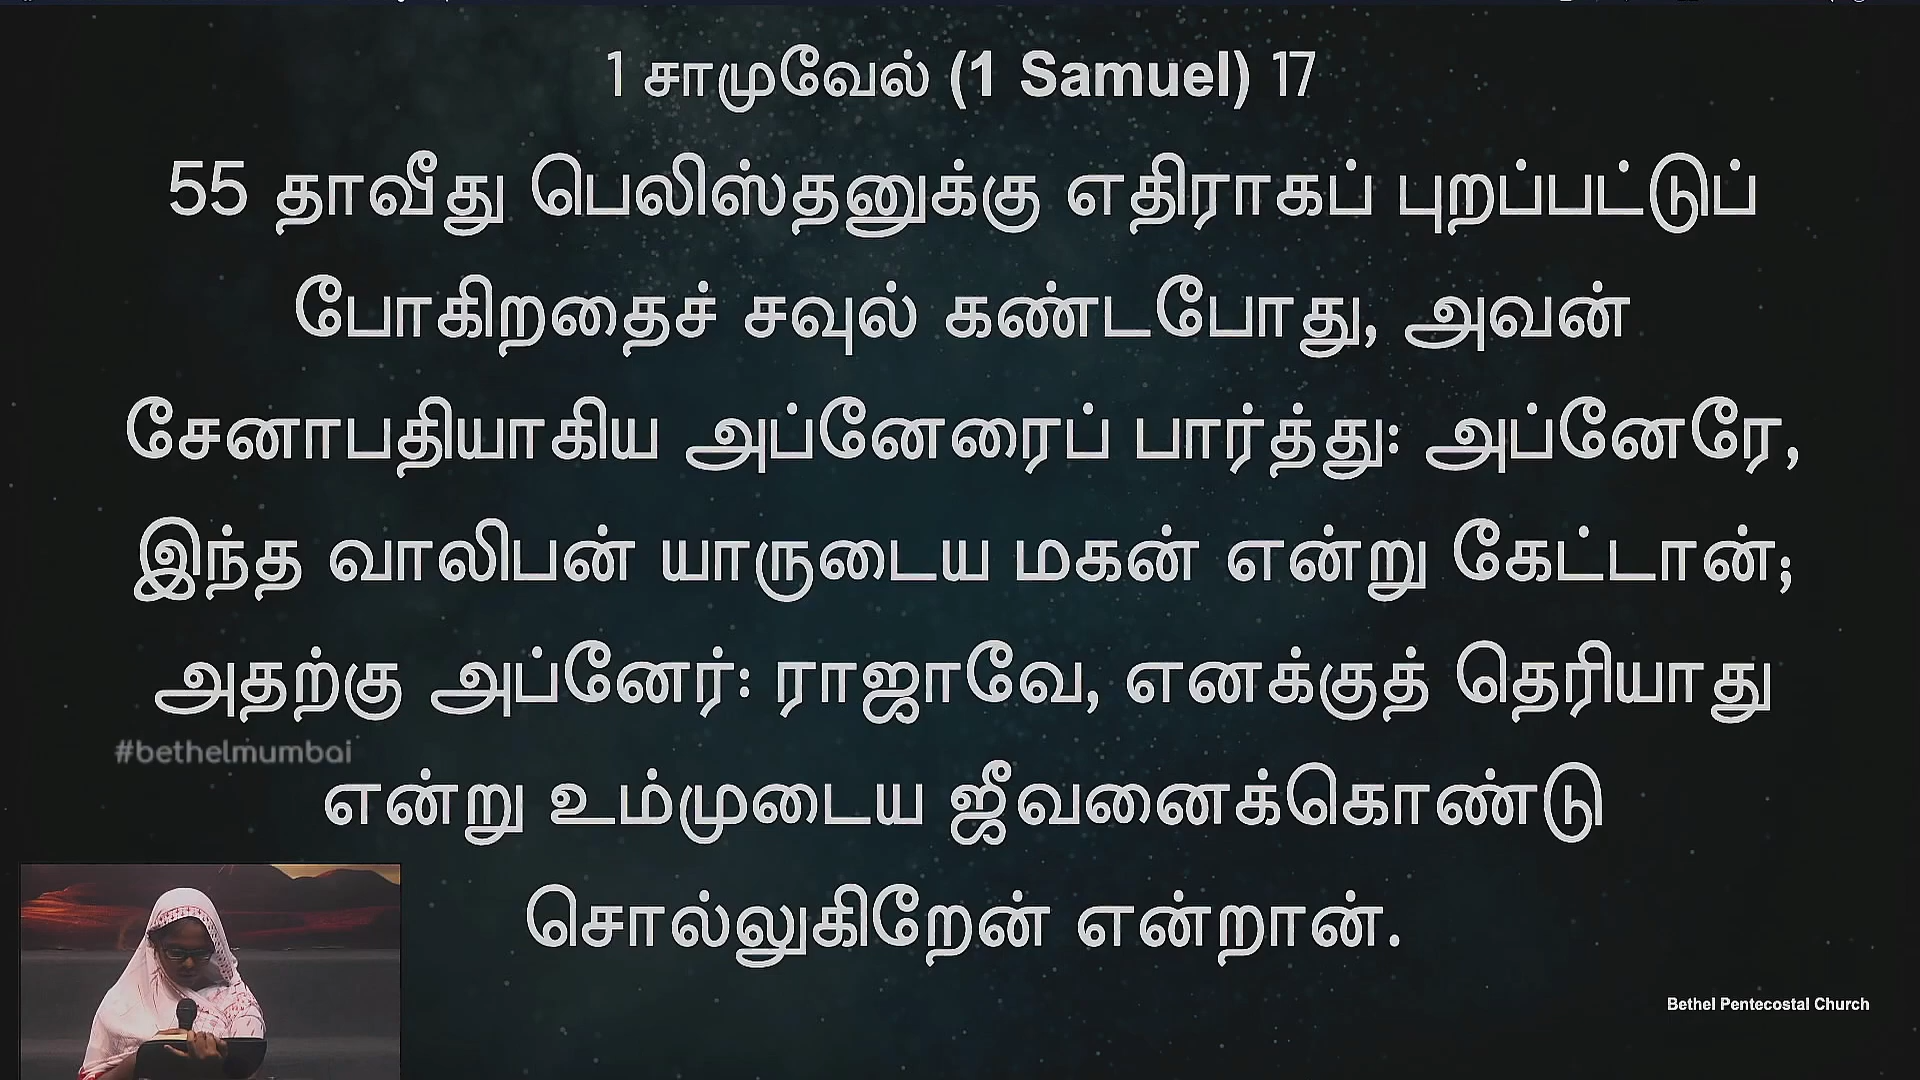 1 சாமுவேல் (1 Samuel) 17
55 தாவீது பெலிஸ்தனுக்கு எதிராகப் புறப்பட்டுப்
போகிறதைச் சவுல் கண்டபோது, அவன்
சேனாபதியாகிய அப்னேரைப் பார்த்து: அப்னேரே,
இந்த வாலிபன் யாருடைய மகன் என்று கேட்டான்;
அதற்கு அப்னேர்: ராஜாவே, எனக்குத் தெரியாது
#bethelmumbai
என்று உம்முடைய ஜீவனைக்கொண்டு
சொல்லுகிறேன் என்றான்.
Bethel Pentecostal Church